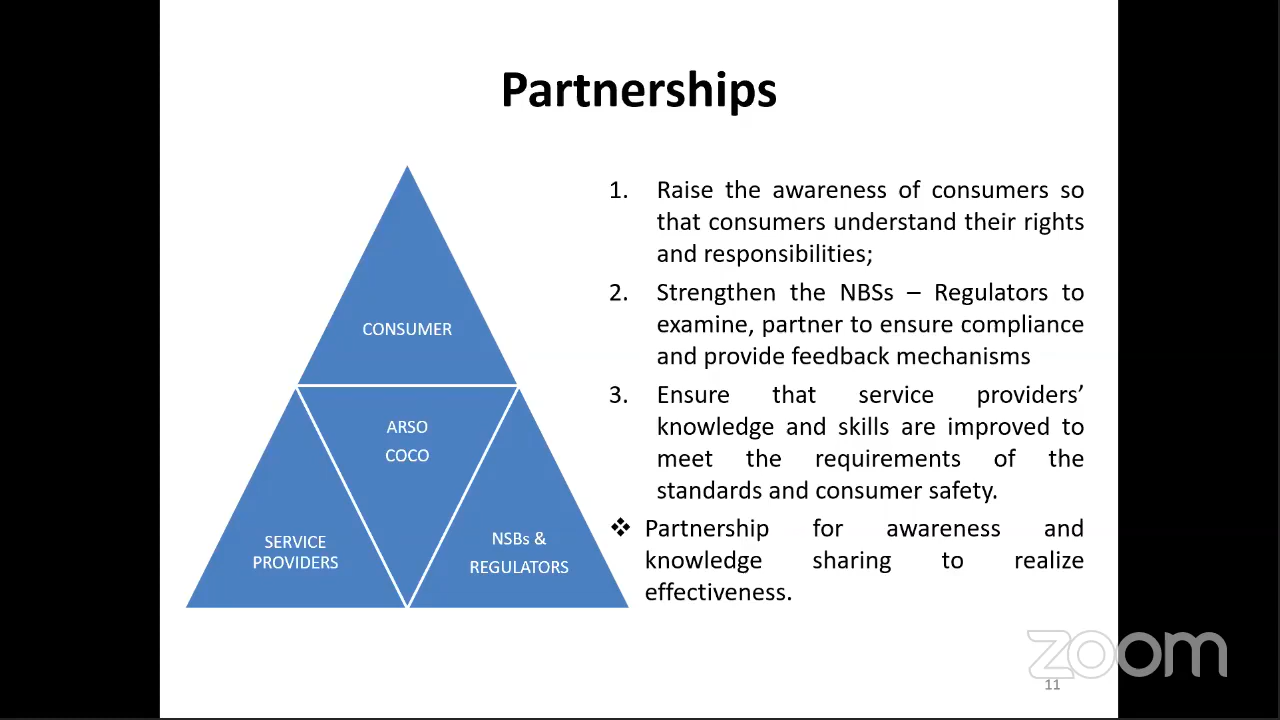 Partnerships
CONSUMER
ARSO
COCO
SERVICE
PROVIDERS
NSBs &
REGULATORS
1. Raise the awareness of consumers so
that consumers understand their rights
and responsibilities;
2. Strengthen the NBSs – Regulators to
examine, partner to ensure compliance
and provide feedback mechanisms
3. Ensure that service providers’
knowledge and skills are improved to
meet the requirements of the
standards and consumer safety.
❖ Partnership for awareness and
knowledge sharing to realize
effectiveness.
zoom
11